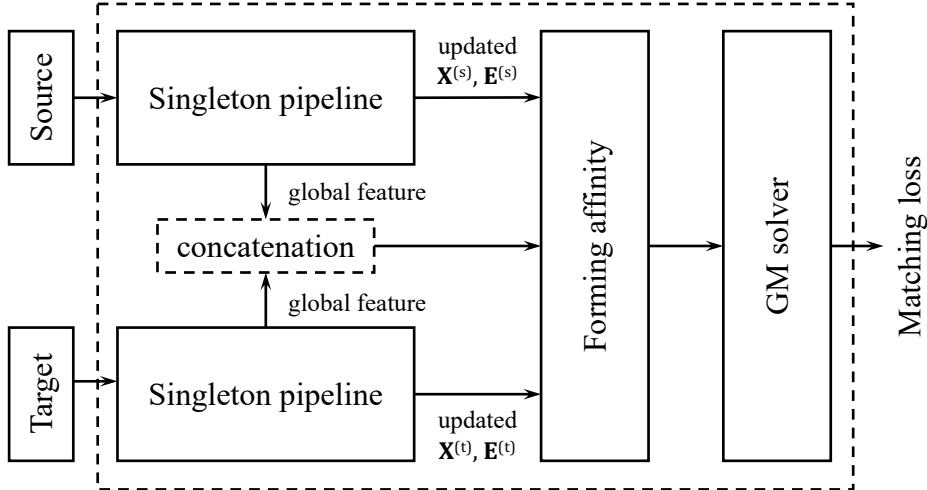 Source
Singleton pipeline
updated
X(s), E(s)
global feature
concatenation
global feature
Target
Singleton pipeline
updated
X(t), E(t)
Forming affinity
GM solver
Matching loss